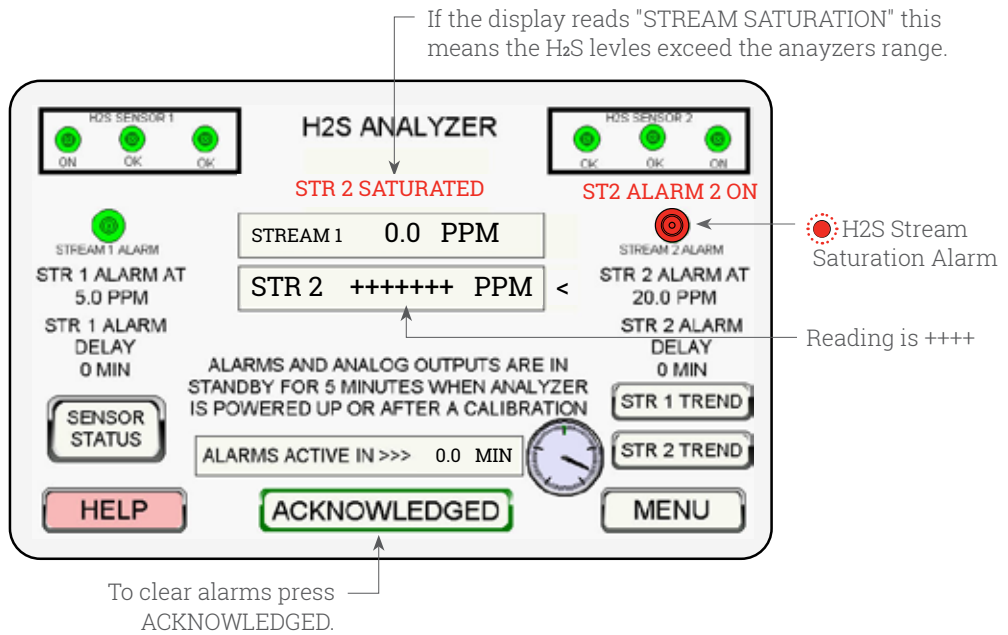 If the display reads "STREAM SATURATION" this
means the H₂S levles exceed the anayzers range.
H2S SENSOR 1
ON OK OK
H2S ANALYZER
H2S SENSOR 2
OK OK ON
STR 2 SATURATED
ST2 ALARM 2 ON
STREAM 1 ALARM
STR 1 ALARM AT
5.0 PPM
STR 1 ALARM
DELAY
0 MIN
STREAM 1 0.0 PPM
STR 2 +++++++ PPM <
STREAM 2 ALARM
STR 2 ALARM AT
20.0 PPM
STR 2 ALARM
DELAY
0 MIN
H2S Stream
Saturation Alarm
Reading is ++++
ALARMS AND ANALOG OUTPUTS ARE IN
STANDBY FOR 5 MINUTES WHEN ANALYZER
IS POWERED UP OR AFTER A CALIBRATION
SENSOR
STATUS
ALARMS ACTIVE IN >>> 0.0 MIN
STR 1 TREND
STR 2 TREND
HELP
ACKNOWLEDGED
MENU
To clear alarms press
ACKNOWLEDGED.